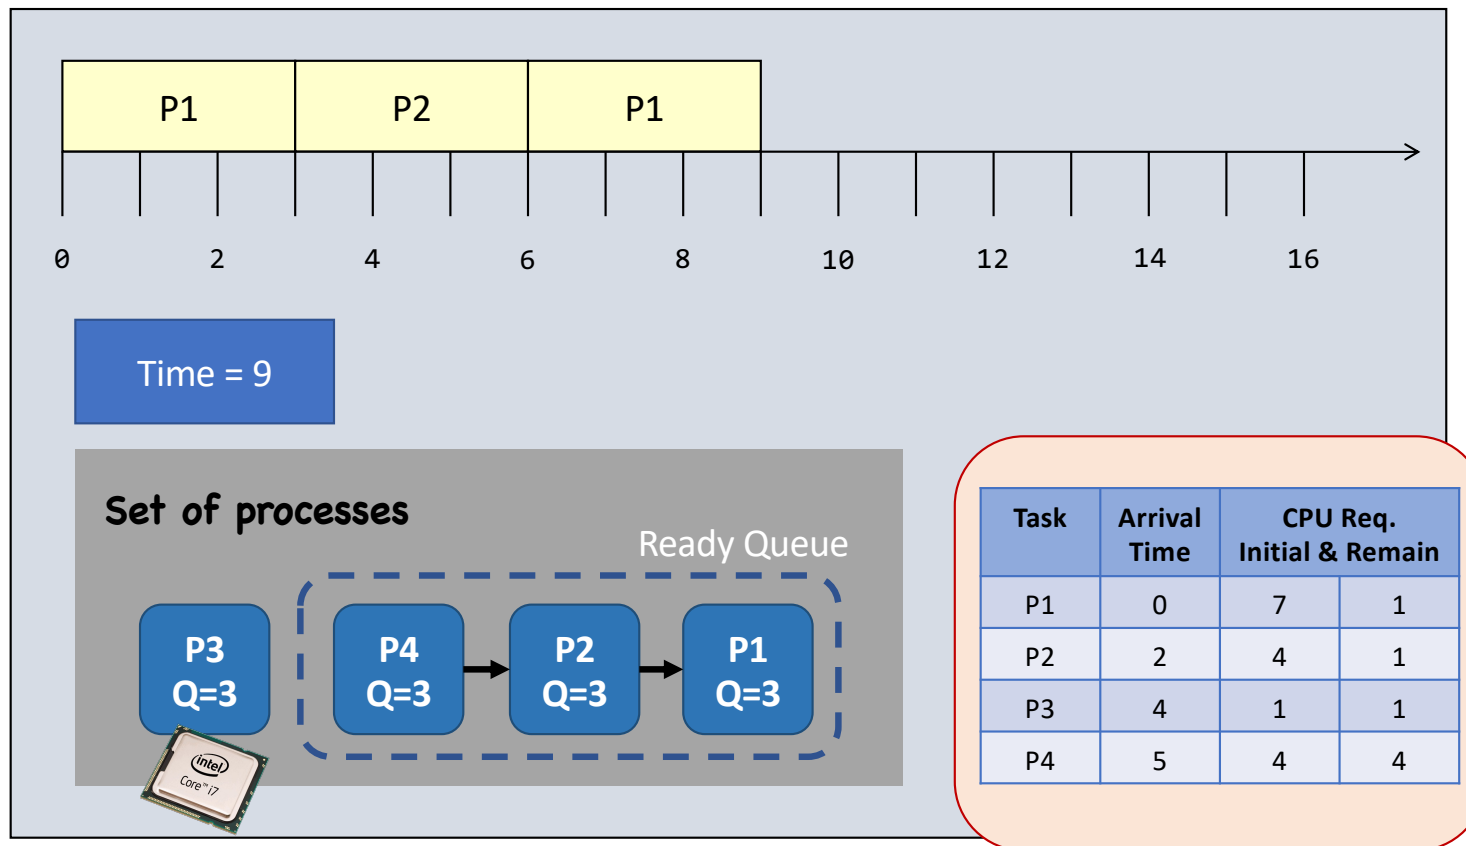 P1 P2 P1
0 2 4 6 8 10 12 14 16
Time = 9
Set of processes
Ready Queue
P3
Q=3
P4
Q=3
P2
Q=3
P1
Q=3
intel
Core™ i7
Task Arrival Time CPU Req. Initial & Remain
P1 0 7 1
P2 2 4 1
P3 4 1 1
P4 5 4 4